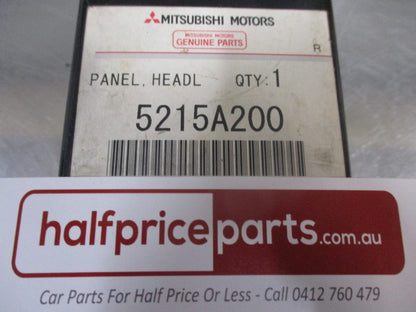 MITSUBISHI MOTORS
MITSUBISHI MOTORS
GENUINE PARTS
R
PANEL, HEADL QTY:1
5215A200
halfpriceparts.com.au
Car Parts For Half Price Or Less - Call 0412 760 479